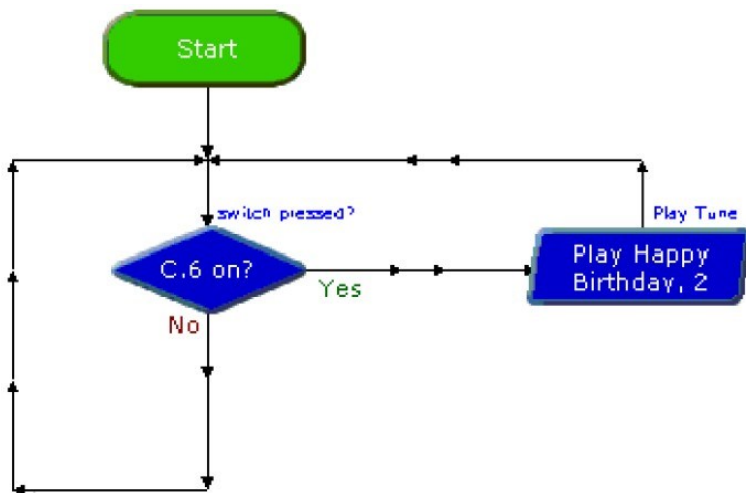 Start
switch pressed?
Play Tune
C.6 on?
Play Happy
Birthday, 2
Yes
No